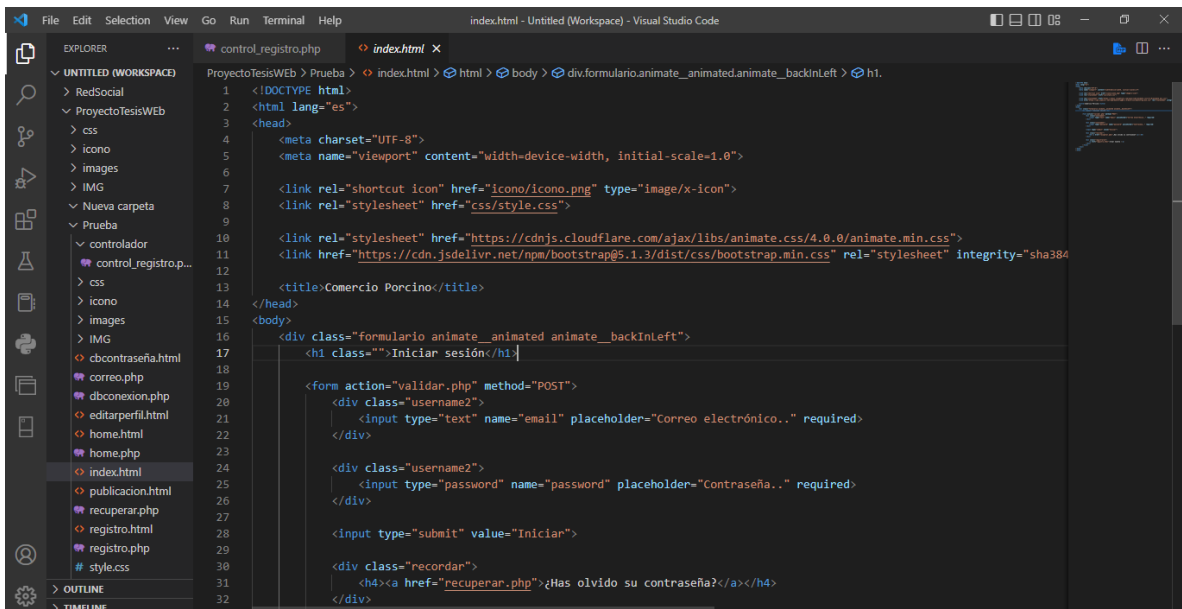 File Edit Selection View Go Run Terminal Help index.html - Untitled (Workspace) - Visual Studio Code
EXPLORER
UNTITLED (WORKSPACE)
RedSocial
ProyectoTesisWEb
css
icono
images
IMG
Nueva carpeta
Prueba
controlador
control_registro.p...
css
icono
images
IMG
cbcontraseña.html
correo.php
dbconexion.php
editarperfil.html
home.html
home.php
index.html
publicacion.html
recuperar.php
registro.html
registro.php
# style.css
OUTLINE
TIMELINE
control_registro.php index.html
ProyectoTesisWEb > Prueba > index.html > html > body > div.formulario.animate__animated.animate__backInLeft > h1.
1 <!DOCTYPE html>
2 <html lang="es">
3 <head>
4 <meta charset="UTF-8">
5 <meta name="viewport" content="width=device-width, initial-scale=1.0">
6
7 <link rel="shortcut icon" href="icono/icono.png" type="image/x-icon">
8 <link rel="stylesheet" href="css/style.css">
9
10 <link rel="stylesheet" href="https://cdnjs.cloudflare.com/ajax/libs/animate.css/4.0.0/animate.min.css">
11 <link href="https://cdn.jsdelivr.net/npm/bootstrap@5.1.3/dist/css/bootstrap.min.css" rel="stylesheet" integrity="sha384
12
13 <title>Comercio Porcino</title>
14 </head>
15 <body>
16 <div class="formulario animate__animated animate__backInLeft">
17 <h1 class="">Iniciar sesión</h1>
18
19 <form action="validar.php" method="POST">
20 <div class="username2">
21 <input type="text" name="email" placeholder="Correo electrónico.." required>
22 </div>
23
24 <div class="username2">
25 <input type="password" name="password" placeholder="Contraseña.." required>
26 </div>
27
28 <input type="submit" value="Iniciar">
29
30 <div class="recordar">
31 <h4><a href="recuperar.php">¿Has olvido su contraseña?</a></h4>
32 </div>